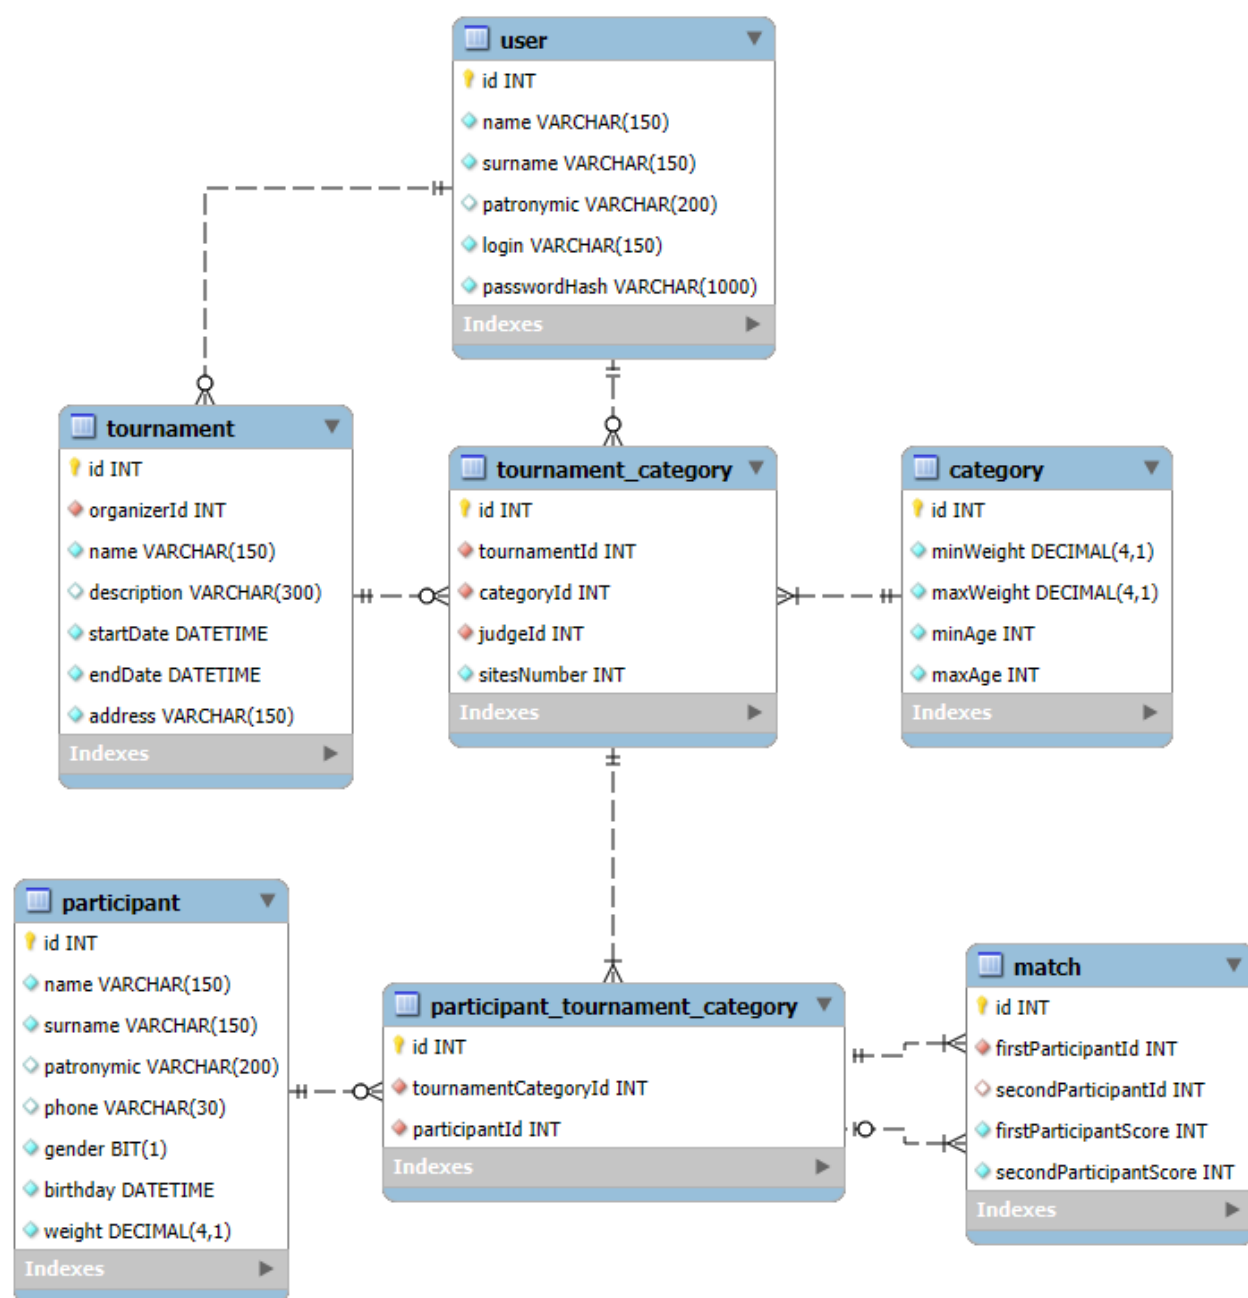 user
id INT
name VARCHAR(150)
surname VARCHAR(150)
patronymic VARCHAR(200)
login VARCHAR(150)
passwordHash VARCHAR(1000)
Indexes
tournament
id INT
organizerId INT
name VARCHAR(150)
description VARCHAR(300)
startDate DATETIME
endDate DATETIME
address VARCHAR(150)
Indexes
tournament_category
id INT
tournamentId INT
categoryId INT
judgeId INT
sitesNumber INT
Indexes
category
id INT
minWeight DECIMAL(4,1)
maxWeight DECIMAL(4,1)
minAge INT
maxAge INT
Indexes
participant
id INT
name VARCHAR(150)
surname VARCHAR(150)
patronymic VARCHAR(200)
phone VARCHAR(30)
gender BIT(1)
birthday DATETIME
weight DECIMAL(4,1)
Indexes
participant_tournament_category
id INT
tournamentCategoryId INT
participantId INT
Indexes
match
id INT
firstParticipantId INT
secondParticipantId INT
firstParticipantScore INT
secondParticipantScore INT
Indexes